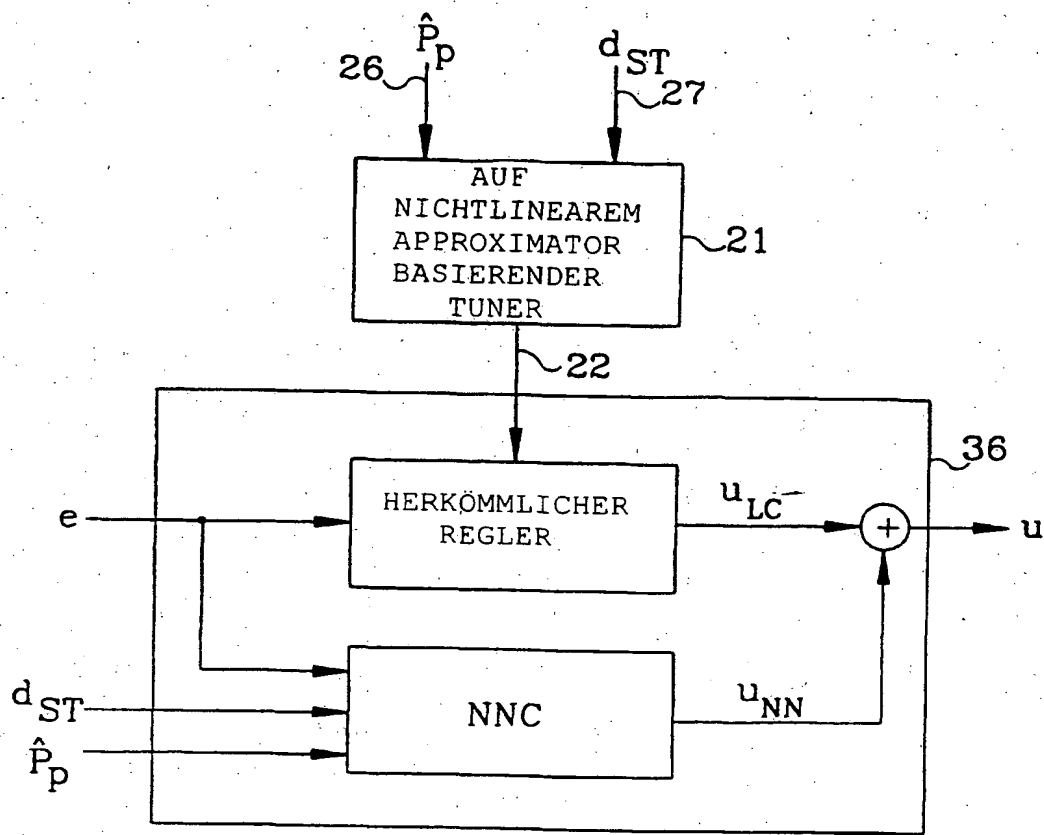 P̂p
dST
26
27
AUF
NICHTLINEAREM
APPROXIMATOR
BASIERENDER
TUNER
21
22
36
e
HERKÖMMLICHER
REGLER
uLC
+
u
dST
P̂p
NNC
uNN